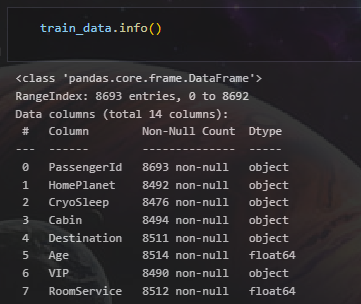 train_data.info()
<class 'pandas.core.frame.DataFrame'>
RangeIndex: 8693 entries, 0 to 8692
Data columns (total 14 columns):
 #   Column        Non-Null Count  Dtype
---  ------        --------------  -----
 0   PassengerId   8693 non-null   object
 1   HomePlanet    8492 non-null   object
 2   CryoSleep     8476 non-null   object
 3   Cabin         8494 non-null   object
 4   Destination   8511 non-null   object
 5   Age           8514 non-null   float64
 6   VIP           8490 non-null   object
 7   RoomService   8512 non-null   float64